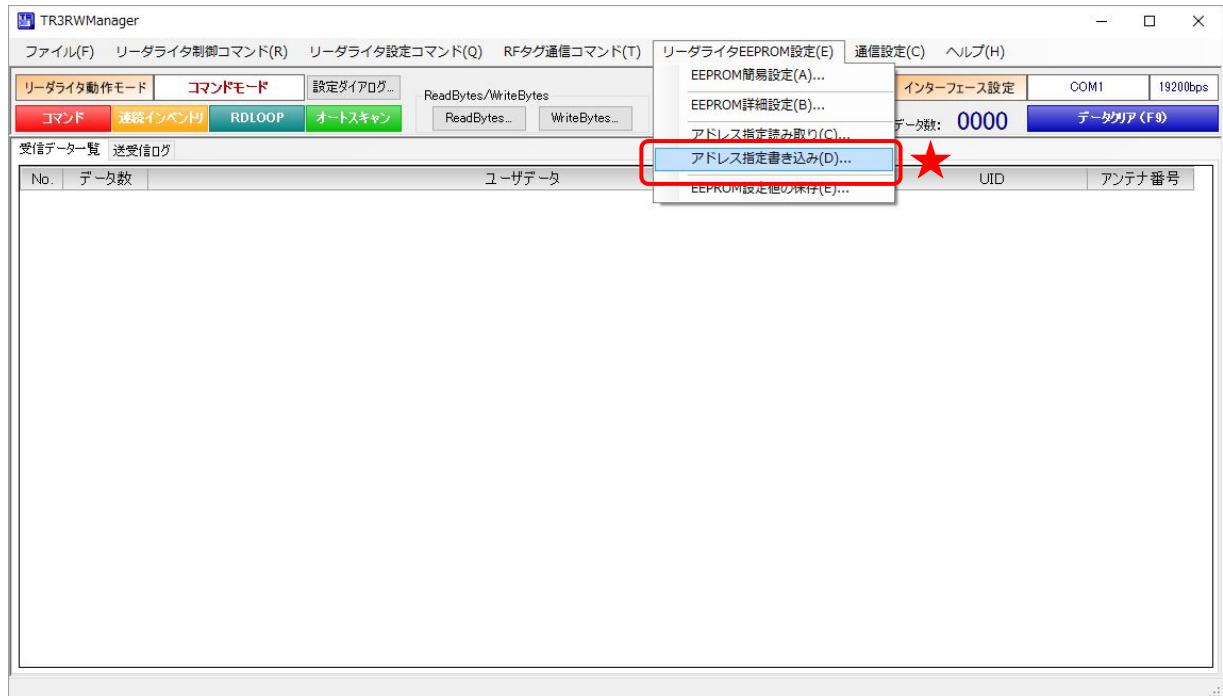 TR3RWManager
ファイル(F) リーダライタ制御コマンド(R) リーダライタ設定コマンド(Q) RFタグ通信コマンド(T) リーダライタEEPROM設定(E) 通信設定(C) ヘルプ(H)
リーダライタ動作モード コマンドモード 設定ダイアログ... ReadBytes/WriteBytes EEPROM簡易設定(A)... インターフェース設定 COM1 19200bps
EEPROM詳細設定(B)...
コマンド 連続インベントリ RDLOOP オートスキャン ReadBytes... WriteBytes... データ数: 0000 データクリア(F9)
アドレス指定読み取り(C)...
受信データ一覧 送受信ログ アドレス指定書き込み(D)...
No. データ数 ユーザデータ UID アンテナ番号
EEPROM設定値の保存(E)...